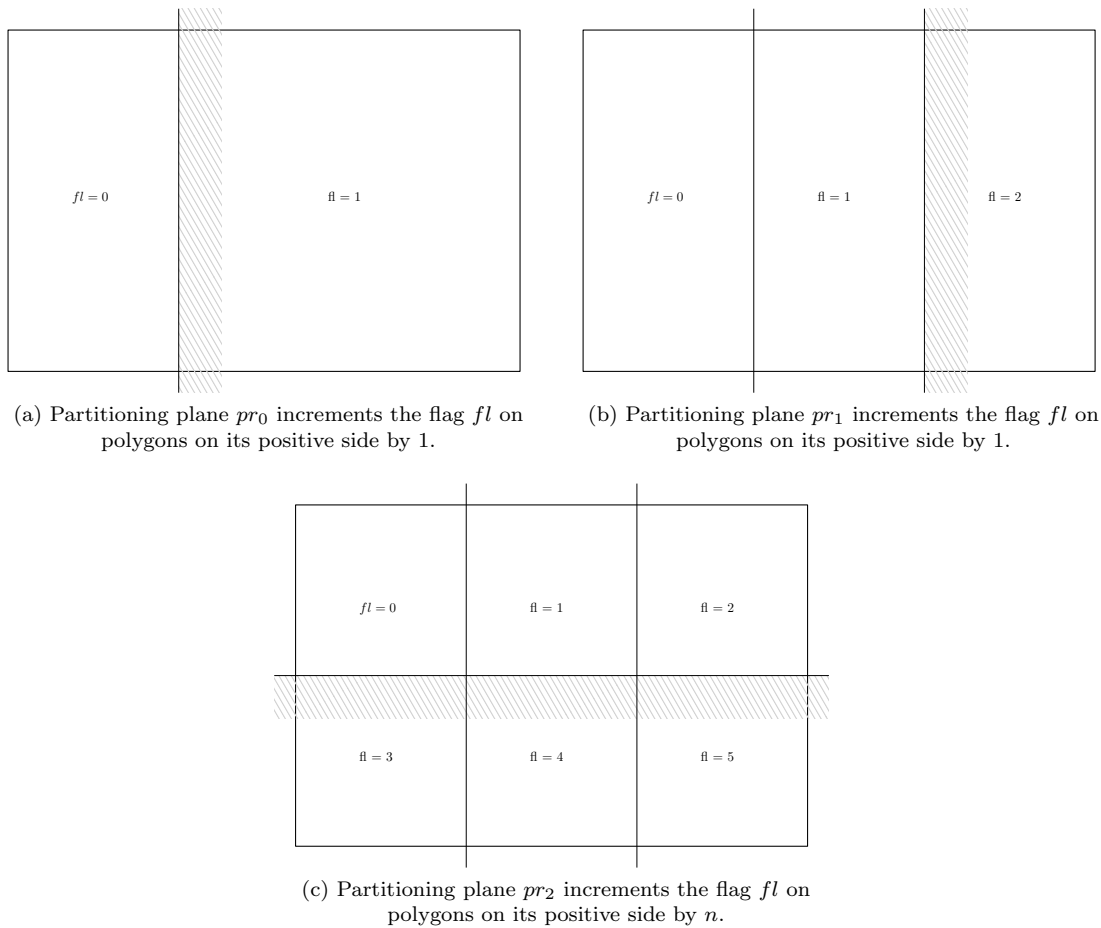 fl = 0
fl = 1
fl = 0
fl = 1
fl = 2
(a) Partitioning plane pr₀ increments the flag fl on
polygons on its positive side by 1.
(b) Partitioning plane pr₁ increments the flag fl on
polygons on its positive side by 1.
fl = 0
fl = 1
fl = 2
fl = 3
fl = 4
fl = 5
(c) Partitioning plane pr₂ increments the flag fl on
polygons on its positive side by n.